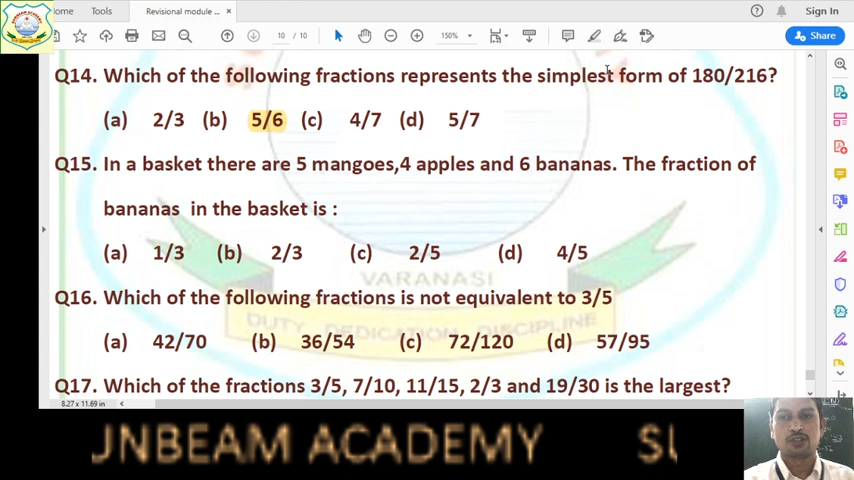 ome Tools Revisional module ... × Sign In
10 / 10 150% Share
Q14. Which of the following fractions represents the simplest form of 180/216?
(a) 2/3 (b) 5/6 (c) 4/7 (d) 5/7
Q15. In a basket there are 5 mangoes,4 apples and 6 bananas. The fraction of
bananas in the basket is :
(a) 1/3 (b) 2/3 (c) 2/5 (d) 4/5
VARANASI
Q16. Which of the following fractions is not equivalent to 3/5
DUTY DEDICATION DISCIPLINE
(a) 42/70 (b) 36/54 (c) 72/120 (d) 57/95
Q17. Which of the fractions 3/5, 7/10, 11/15, 2/3 and 19/30 is the largest?
8.27 x 11.69 in
JNBEAM ACADEMY SU